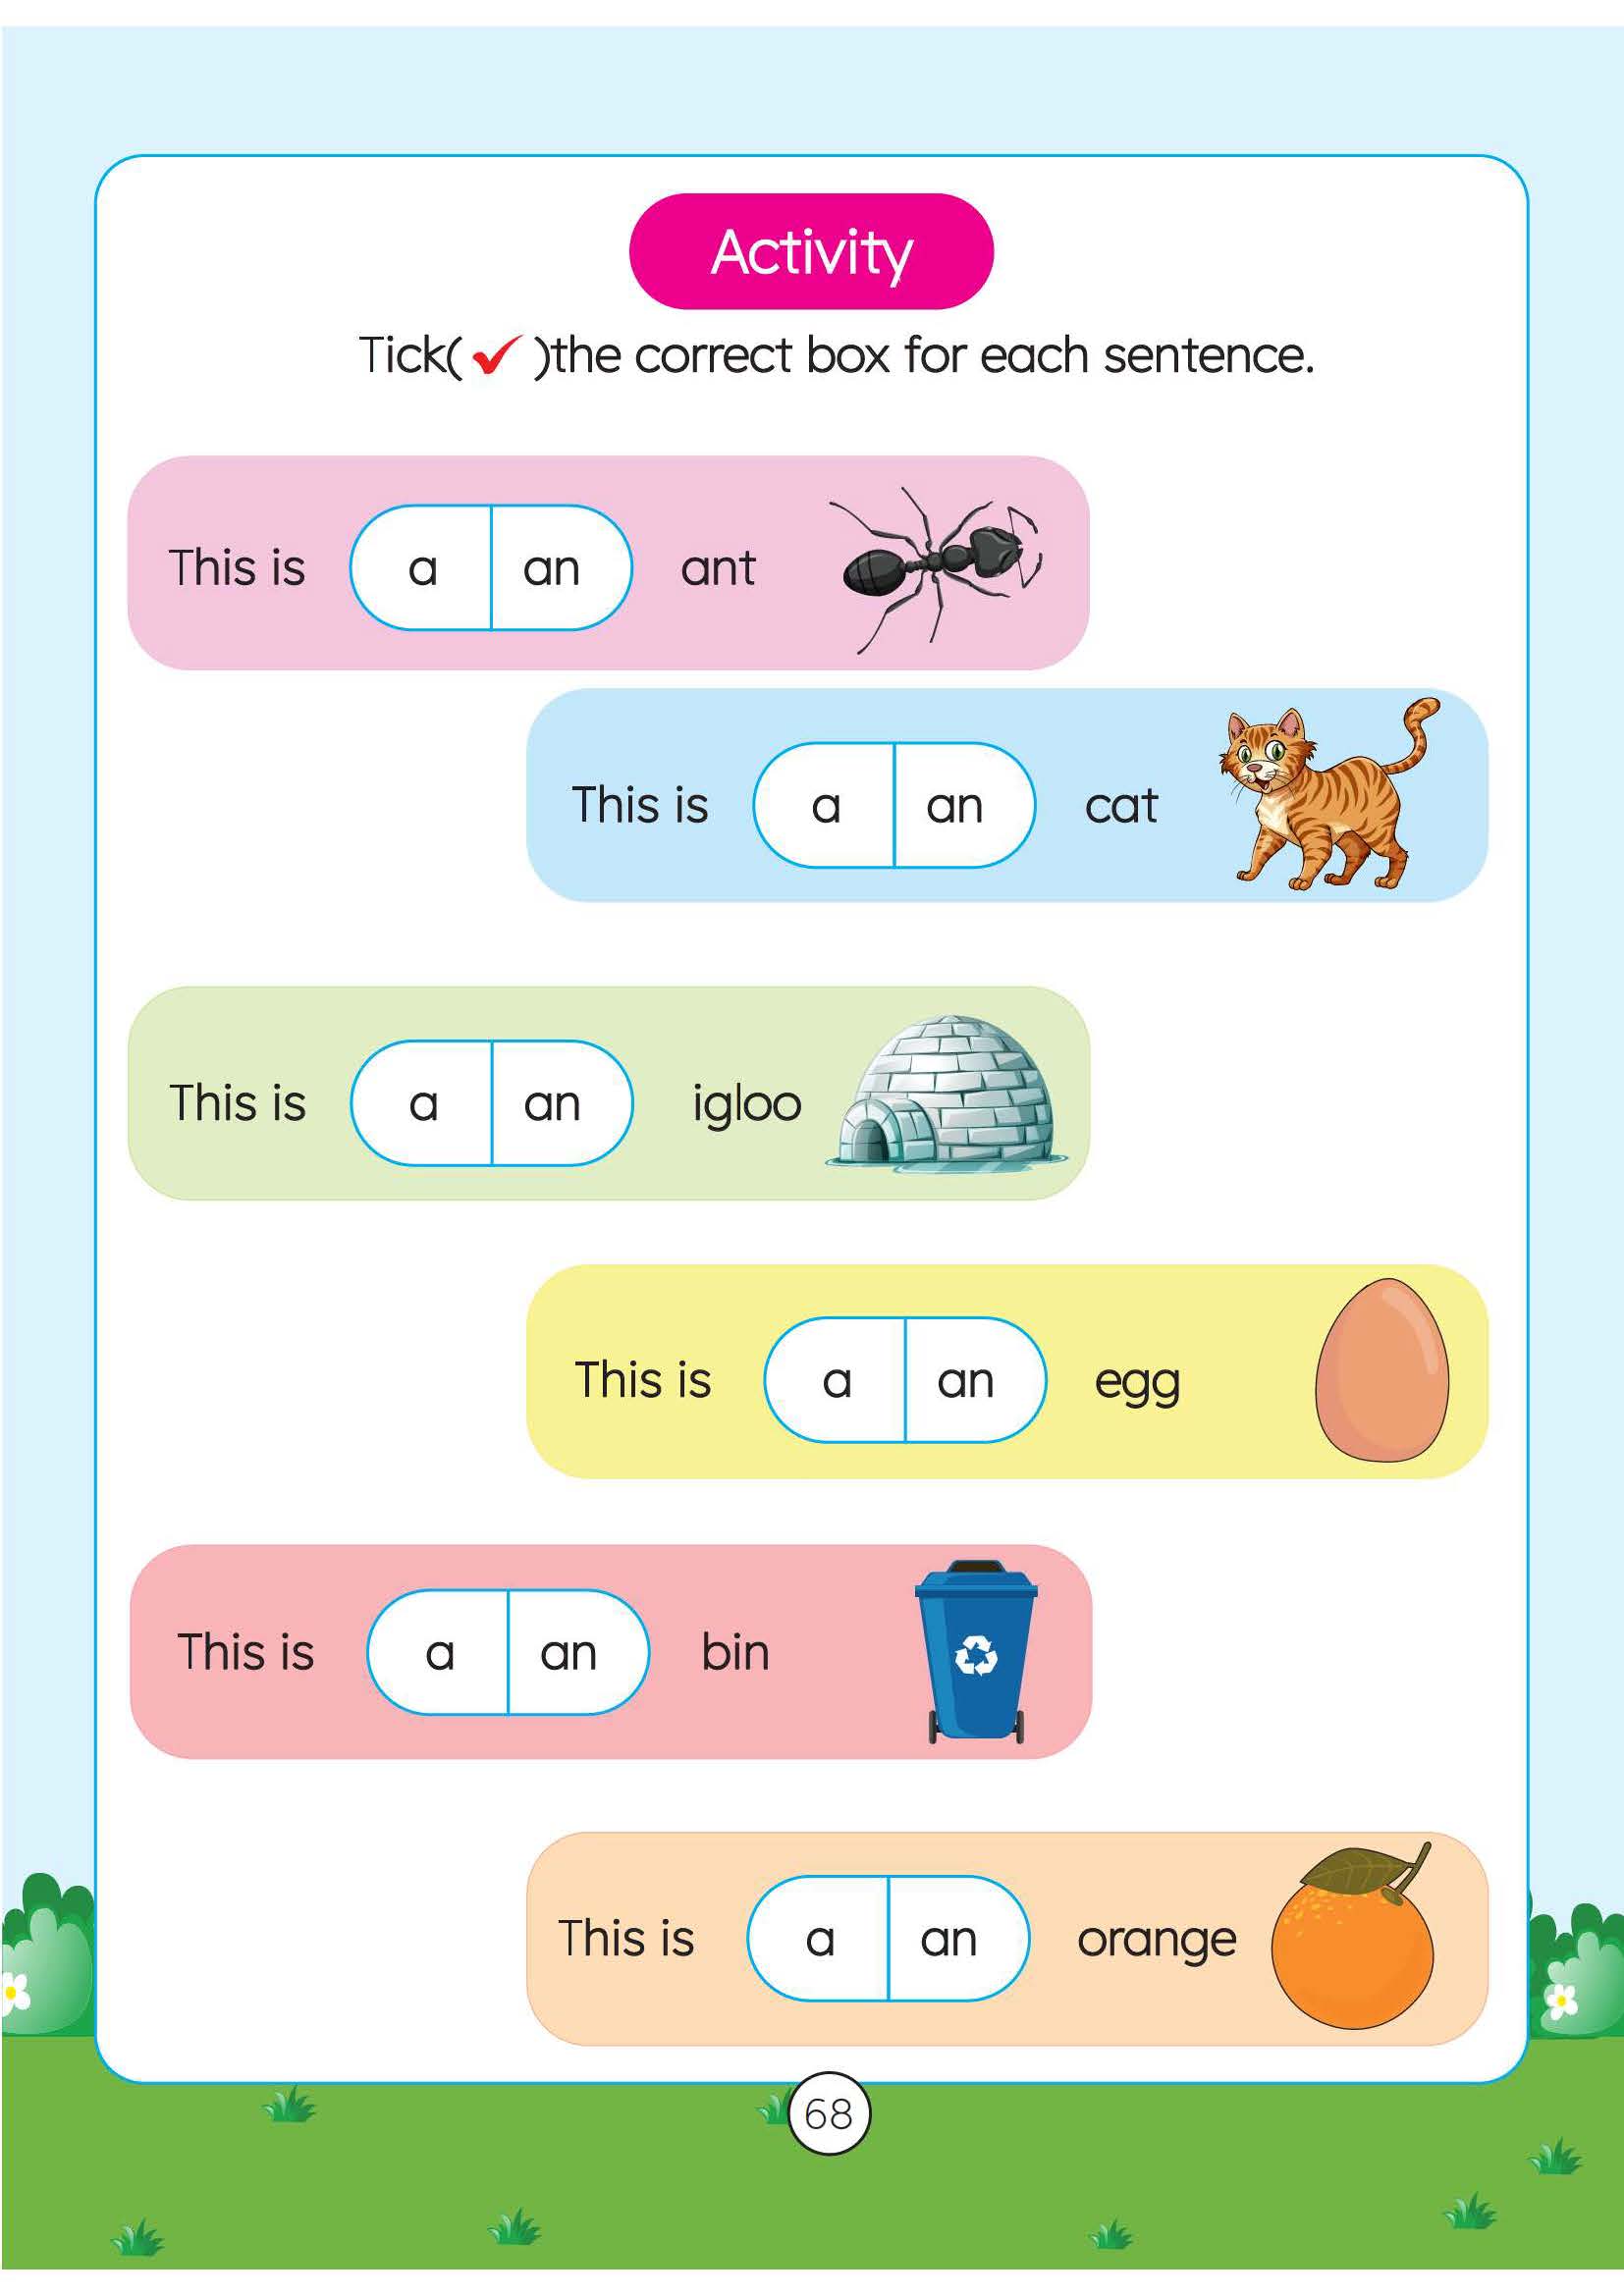 Activity
Tick(✓)the correct box for each sentence.
This is a an ant
This is a an cat
This is a an igloo
This is a an egg
This is a an bin
This is a an orange
68